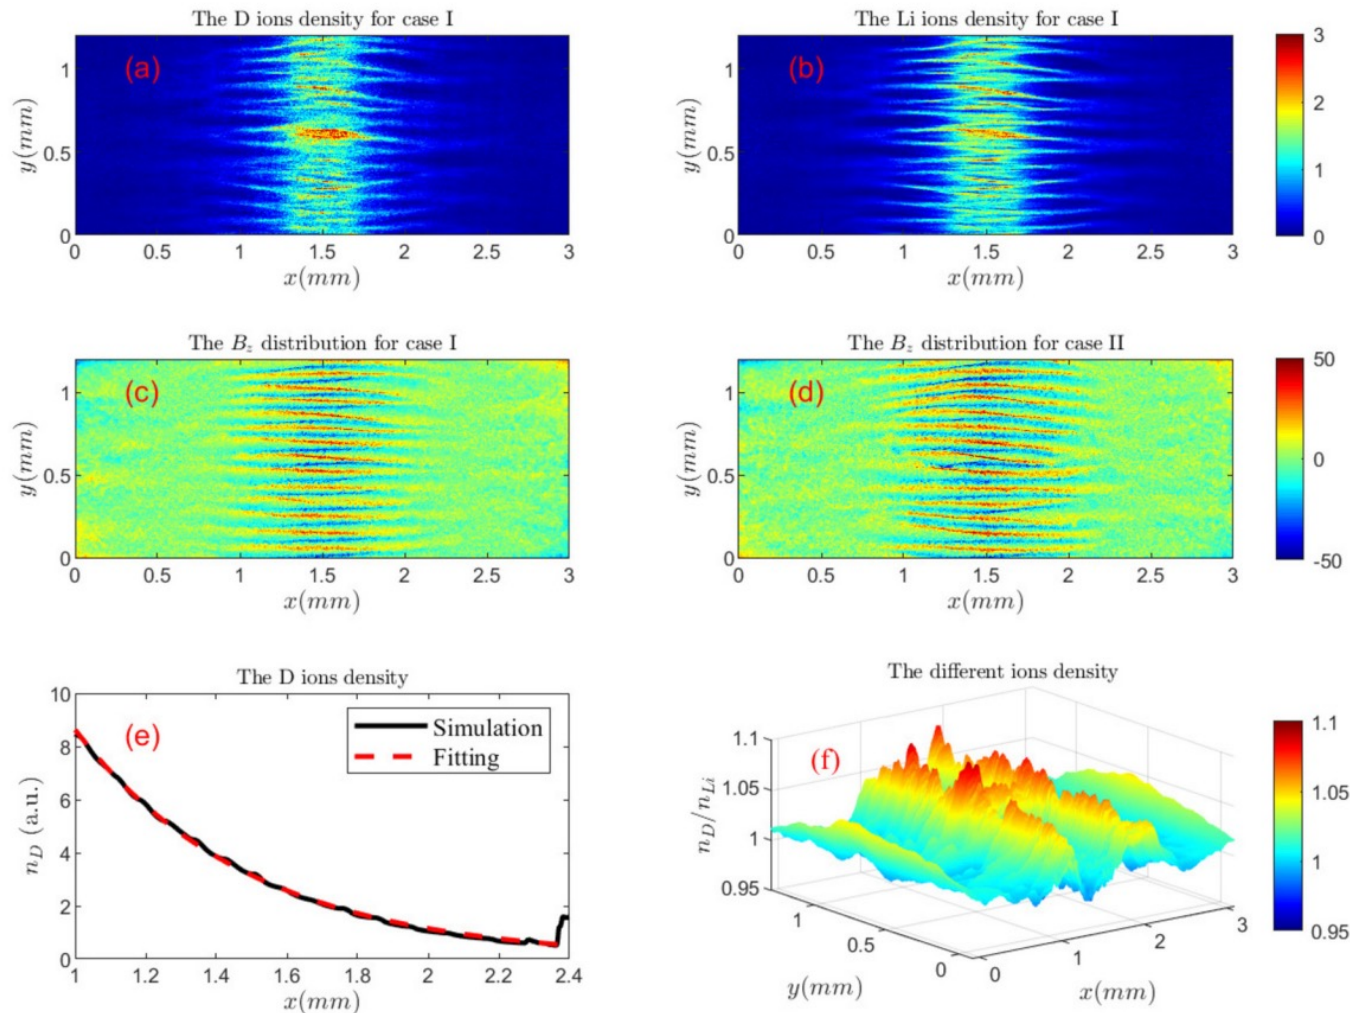 The D ions density for case I
(a)
y(mm)
1
0.5
0
0 0.5 1 1.5 2 2.5 3
x(mm)
The Li ions density for case I
(b)
y(mm)
1
0.5
0
0 0.5 1 1.5 2 2.5 3
x(mm)
3
2
1
0
The B_z distribution for case I
(c)
y(mm)
1
0.5
0
0 0.5 1 1.5 2 2.5 3
x(mm)
The B_z distribution for case II
(d)
y(mm)
1
0.5
0
0 0.5 1 1.5 2 2.5 3
x(mm)
50
0
-50
The D ions density
(e)
Simulation
Fitting
n_D (a.u.)
10
8
6
4
2
0
1 1.2 1.4 1.6 1.8 2 2.2 2.4
x(mm)
The different ions density
(f)
n_D/n_Li
1.1
1.05
1
0.95
1
0.5
0
y(mm)
0
1
2
3
x(mm)
1.1
1.05
1
0.95